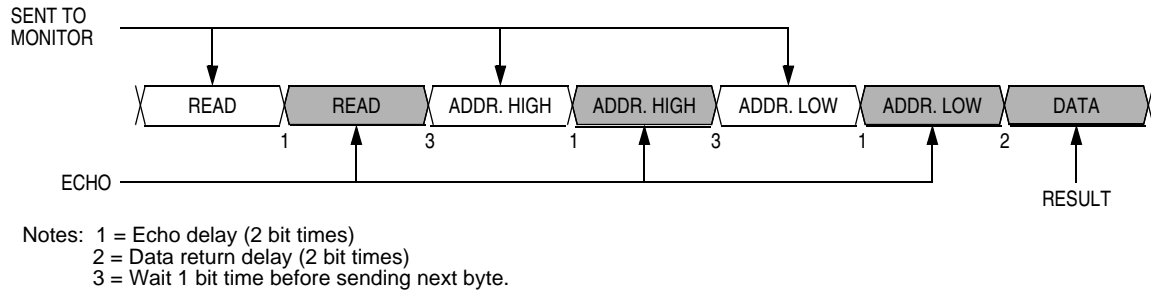 SENT TO
MONITOR
READ READ ADDR. HIGH ADDR. HIGH ADDR. LOW ADDR. LOW DATA
1 3 1 3 1 2
ECHO
RESULT
Notes: 1 = Echo delay (2 bit times)
2 = Data return delay (2 bit times)
3 = Wait 1 bit time before sending next byte.